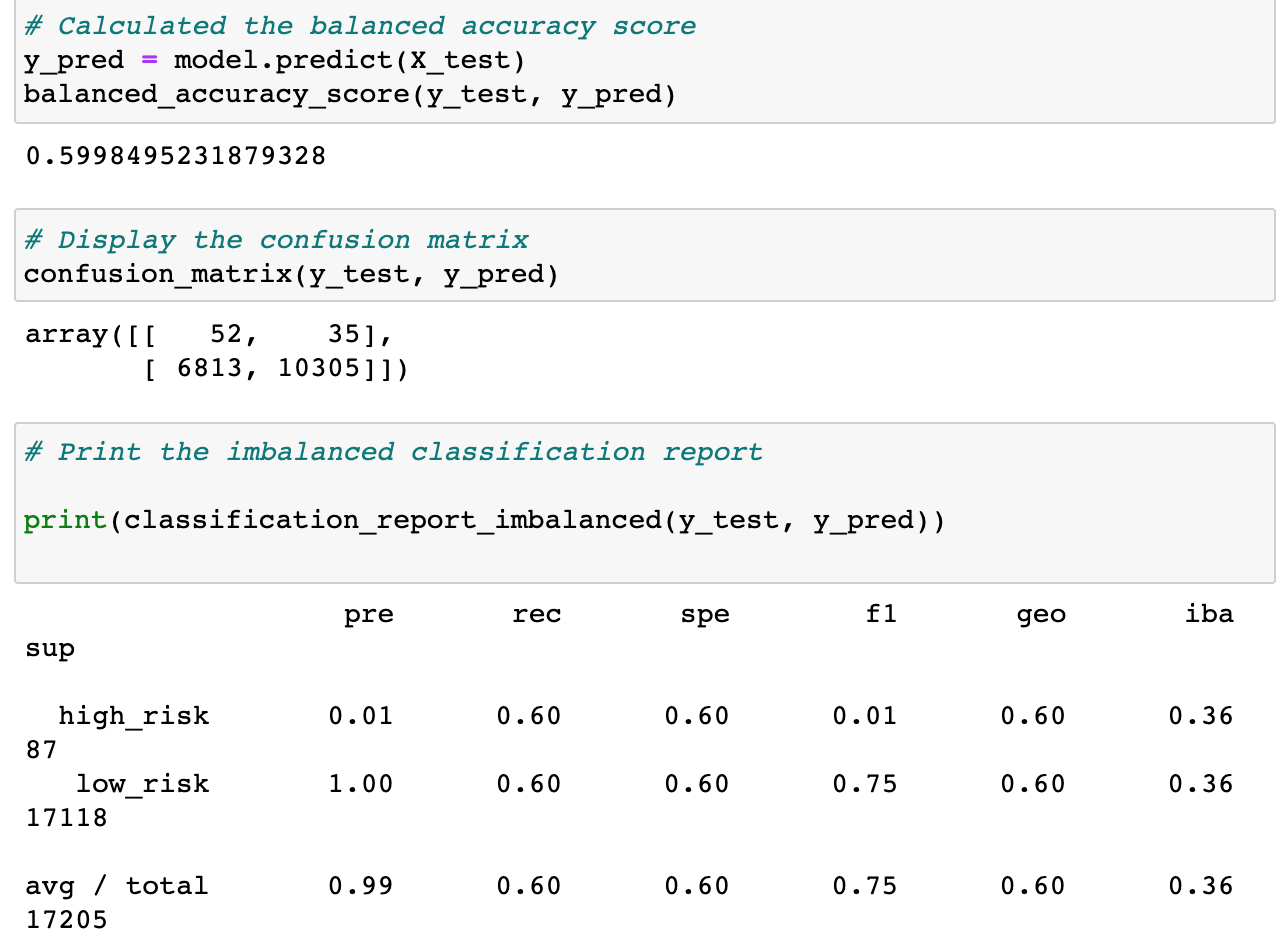 # Calculated the balanced accuracy score
y_pred = model.predict(X_test)
balanced_accuracy_score(y_test, y_pred)
0.5998495231879328
# Display the confusion matrix
confusion_matrix(y_test, y_pred)
array([[   52,    35],
       [ 6813, 10305]])
# Print the imbalanced classification report
print(classification_report_imbalanced(y_test, y_pred))
                   pre       rec       spe        f1       geo       iba
sup
  high_risk       0.01      0.60      0.60      0.01      0.60      0.36
87
   low_risk       1.00      0.60      0.60      0.75      0.60      0.36
17118
avg / total       0.99      0.60      0.60      0.75      0.60      0.36
17205